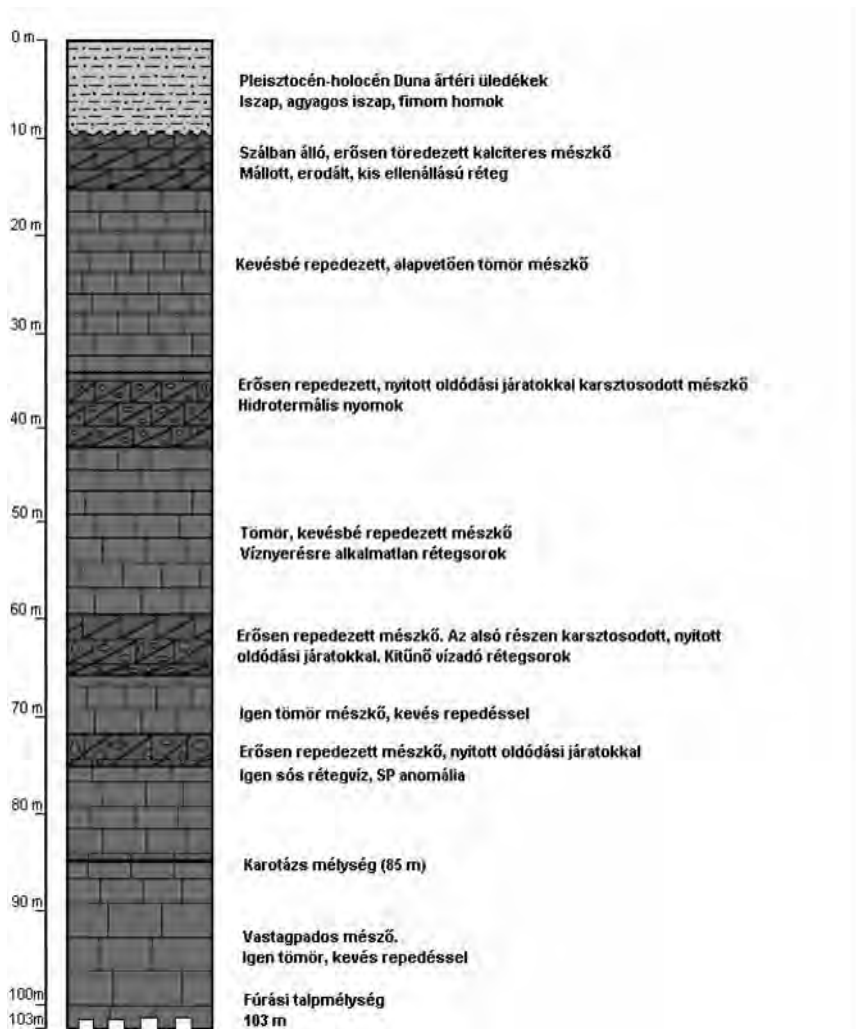 0 m
Pleisztocén-holocén Duna ártéri üledékek
Iszap, agyagos iszap, fimom homok
10 m
Szálban álló, erősen töredezett kalciteres mészkő
Mállott, erodált, kis ellenállású réteg
20 m
Kevésbé repedezett, alapvetően tömör mészkő
30 m
Erősen repedezett, nyitott oldódási járatokkal karsztosodott mészkő
Hidrotermális nyomok
40 m
50 m
Tömör, kevésbé repedezett mészkő
Víznyerésre alkalmatlan rétegsorok
60 m
Erősen repedezett mészkő. Az alsó részen karsztosodott, nyitott
oldódási járatokkal. Kitűnő vízadó rétegsorok
70 m
Igen tömör mészkő, kevés repedéssel
Erősen repedezett mészkő, nyitott oldódási járatokkal
Igen sós rétegvíz, SP anomália
80 m
Karotázs mélység (85 m)
90 m
Vastagpados mésző.
Igen tömör, kevés repedéssel
100m
Fúrási talpmélység
103m
103 m